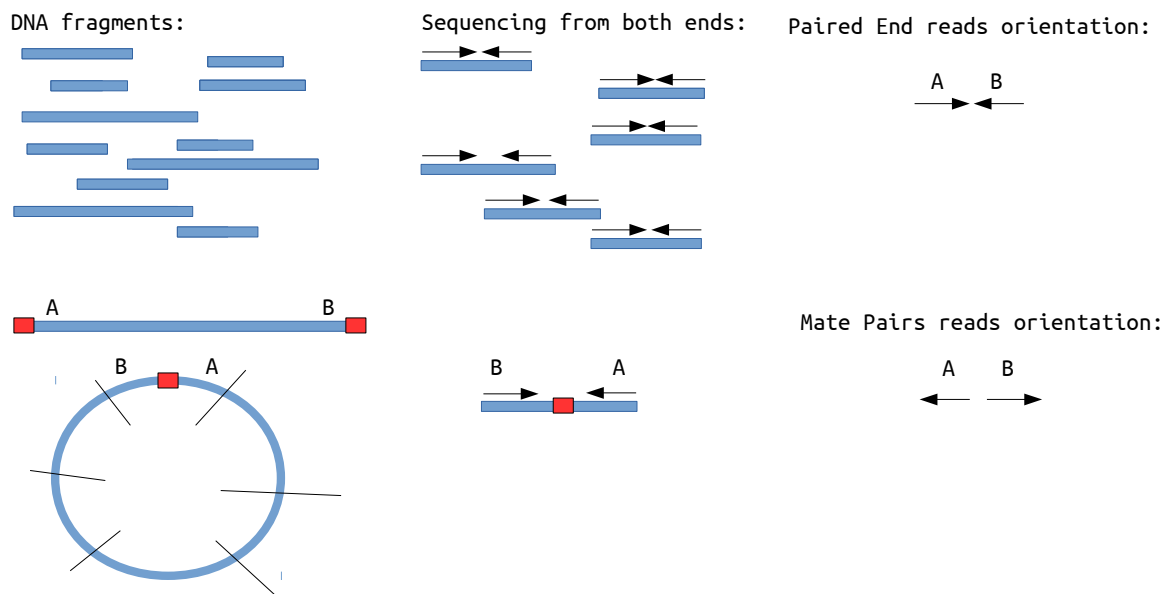 DNA fragments:
Sequencing from both ends:
Paired End reads orientation:
A B
A B
Mate Pairs reads orientation:
B A
B A
A B